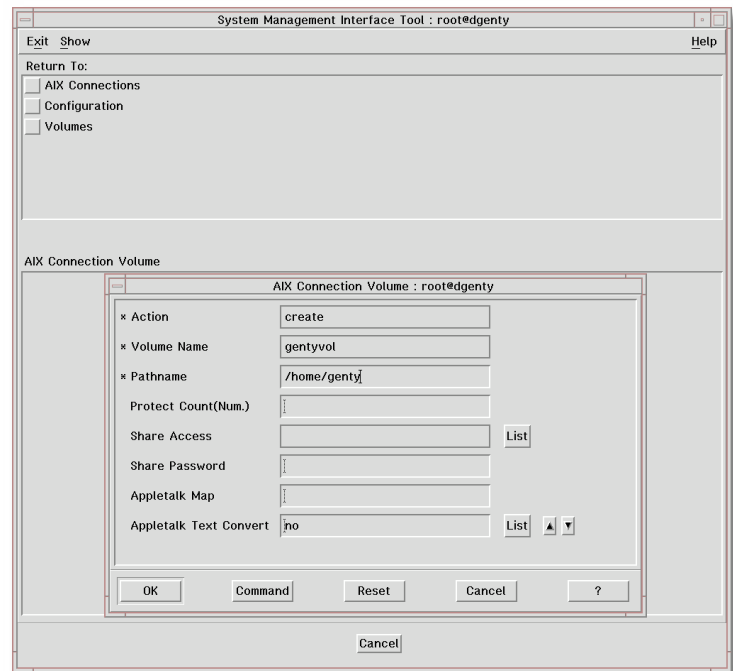 System Management Interface Tool : root@dgenty
Exit Show Help
Return To:
AIX Connections
Configuration
Volumes
AIX Connection Volume
AIX Connection Volume : root@dgenty
* Action create
* Volume Name gentyvol
* Pathname /home/genty
Protect Count(Num.)
Share Access List
Share Password
Appletalk Map
Appletalk Text Convert no List ▲ ▼
OK Command Reset Cancel ?
Cancel